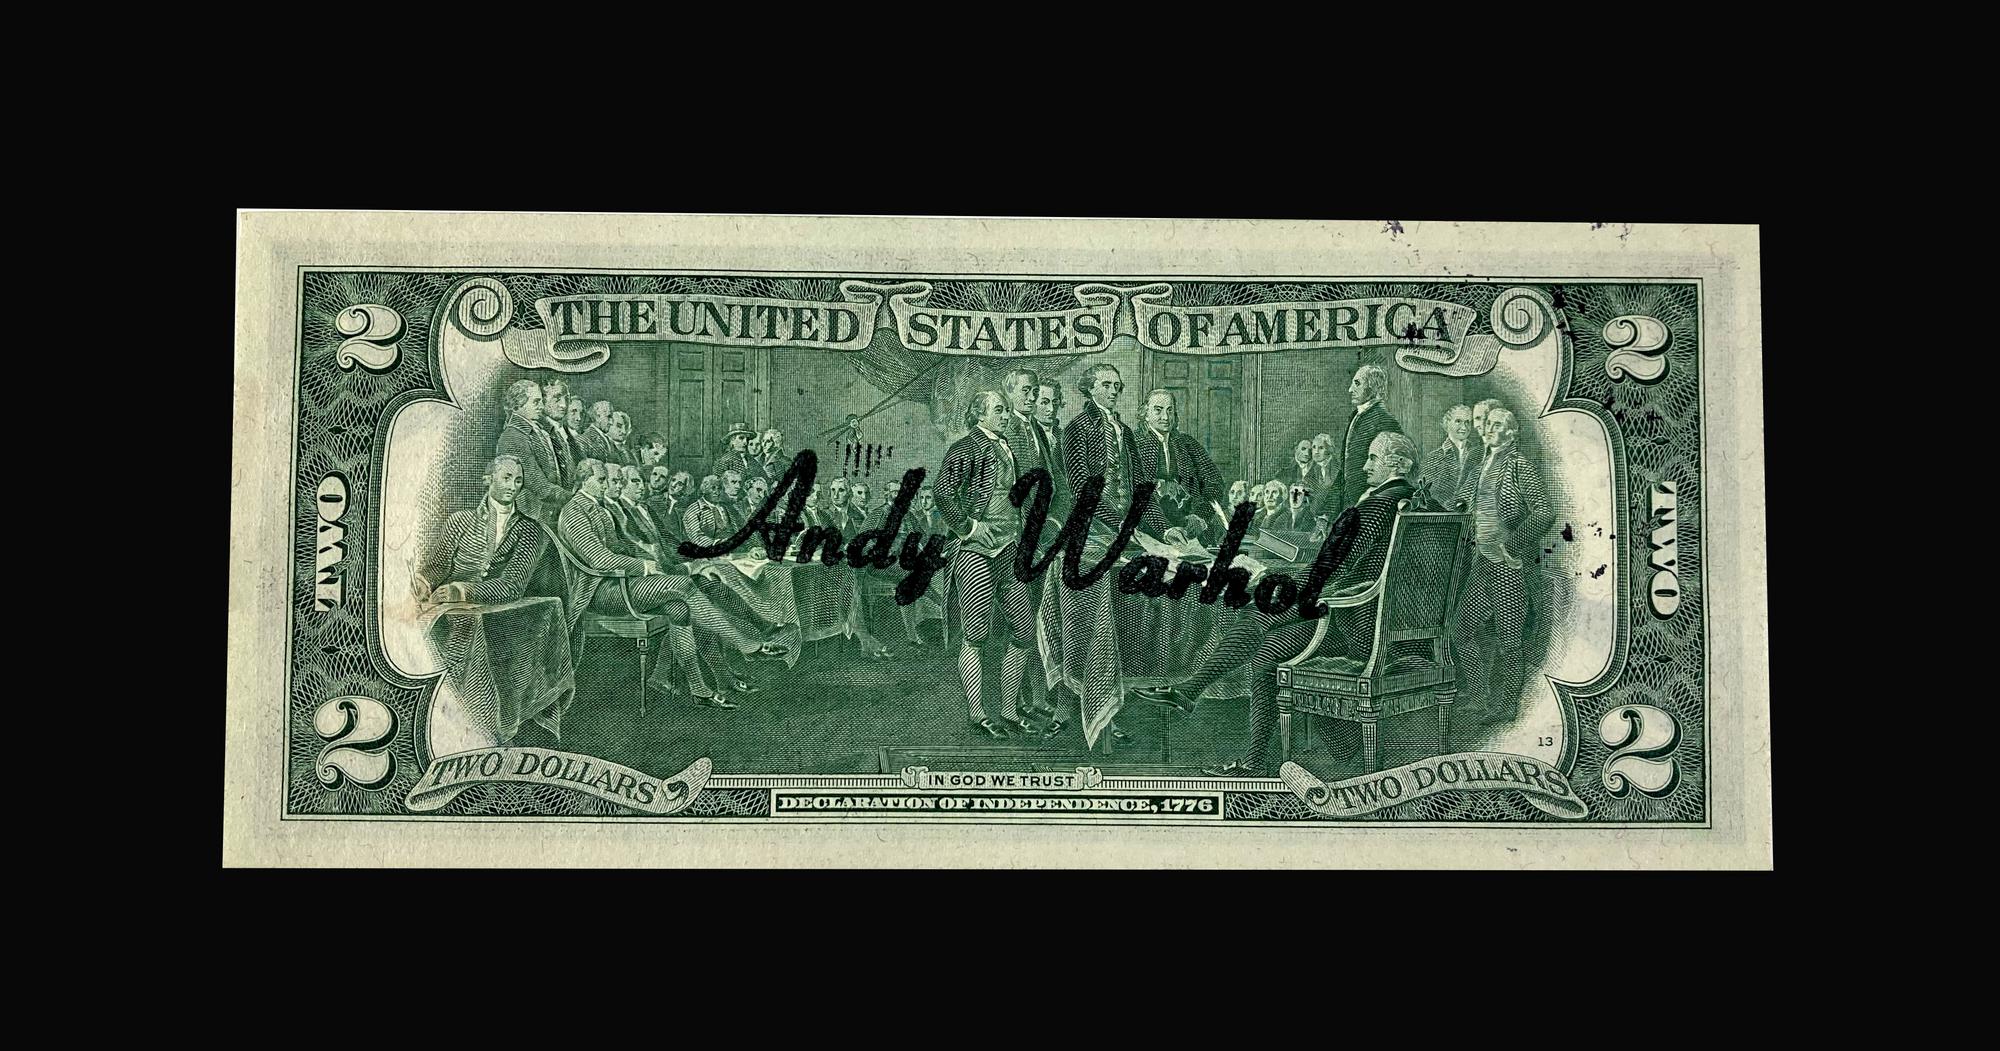 2 THE UNITED STATES OF AMERICA 2
TWO
Andy Warhol
TWO
13
2 TWO DOLLARS IN GOD WE TRUST TWO DOLLARS 2
DECLARATION OF INDEPENDENCE, 1776